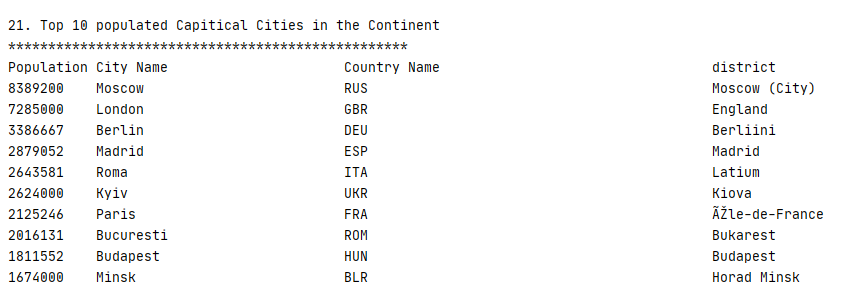 21. Top 10 populated Capitical Cities in the Continent
**************************************************
Population City Name Country Name district
8389200 Moscow RUS Moscow (City)
7285000 London GBR England
3386667 Berlin DEU Berliini
2879052 Madrid ESP Madrid
2643581 Roma ITA Latium
2624000 Kyiv UKR Kiova
2125246 Paris FRA ÃŽle-de-France
2016131 Bucuresti ROM Bukarest
1811552 Budapest HUN Budapest
1674000 Minsk BLR Horad Minsk